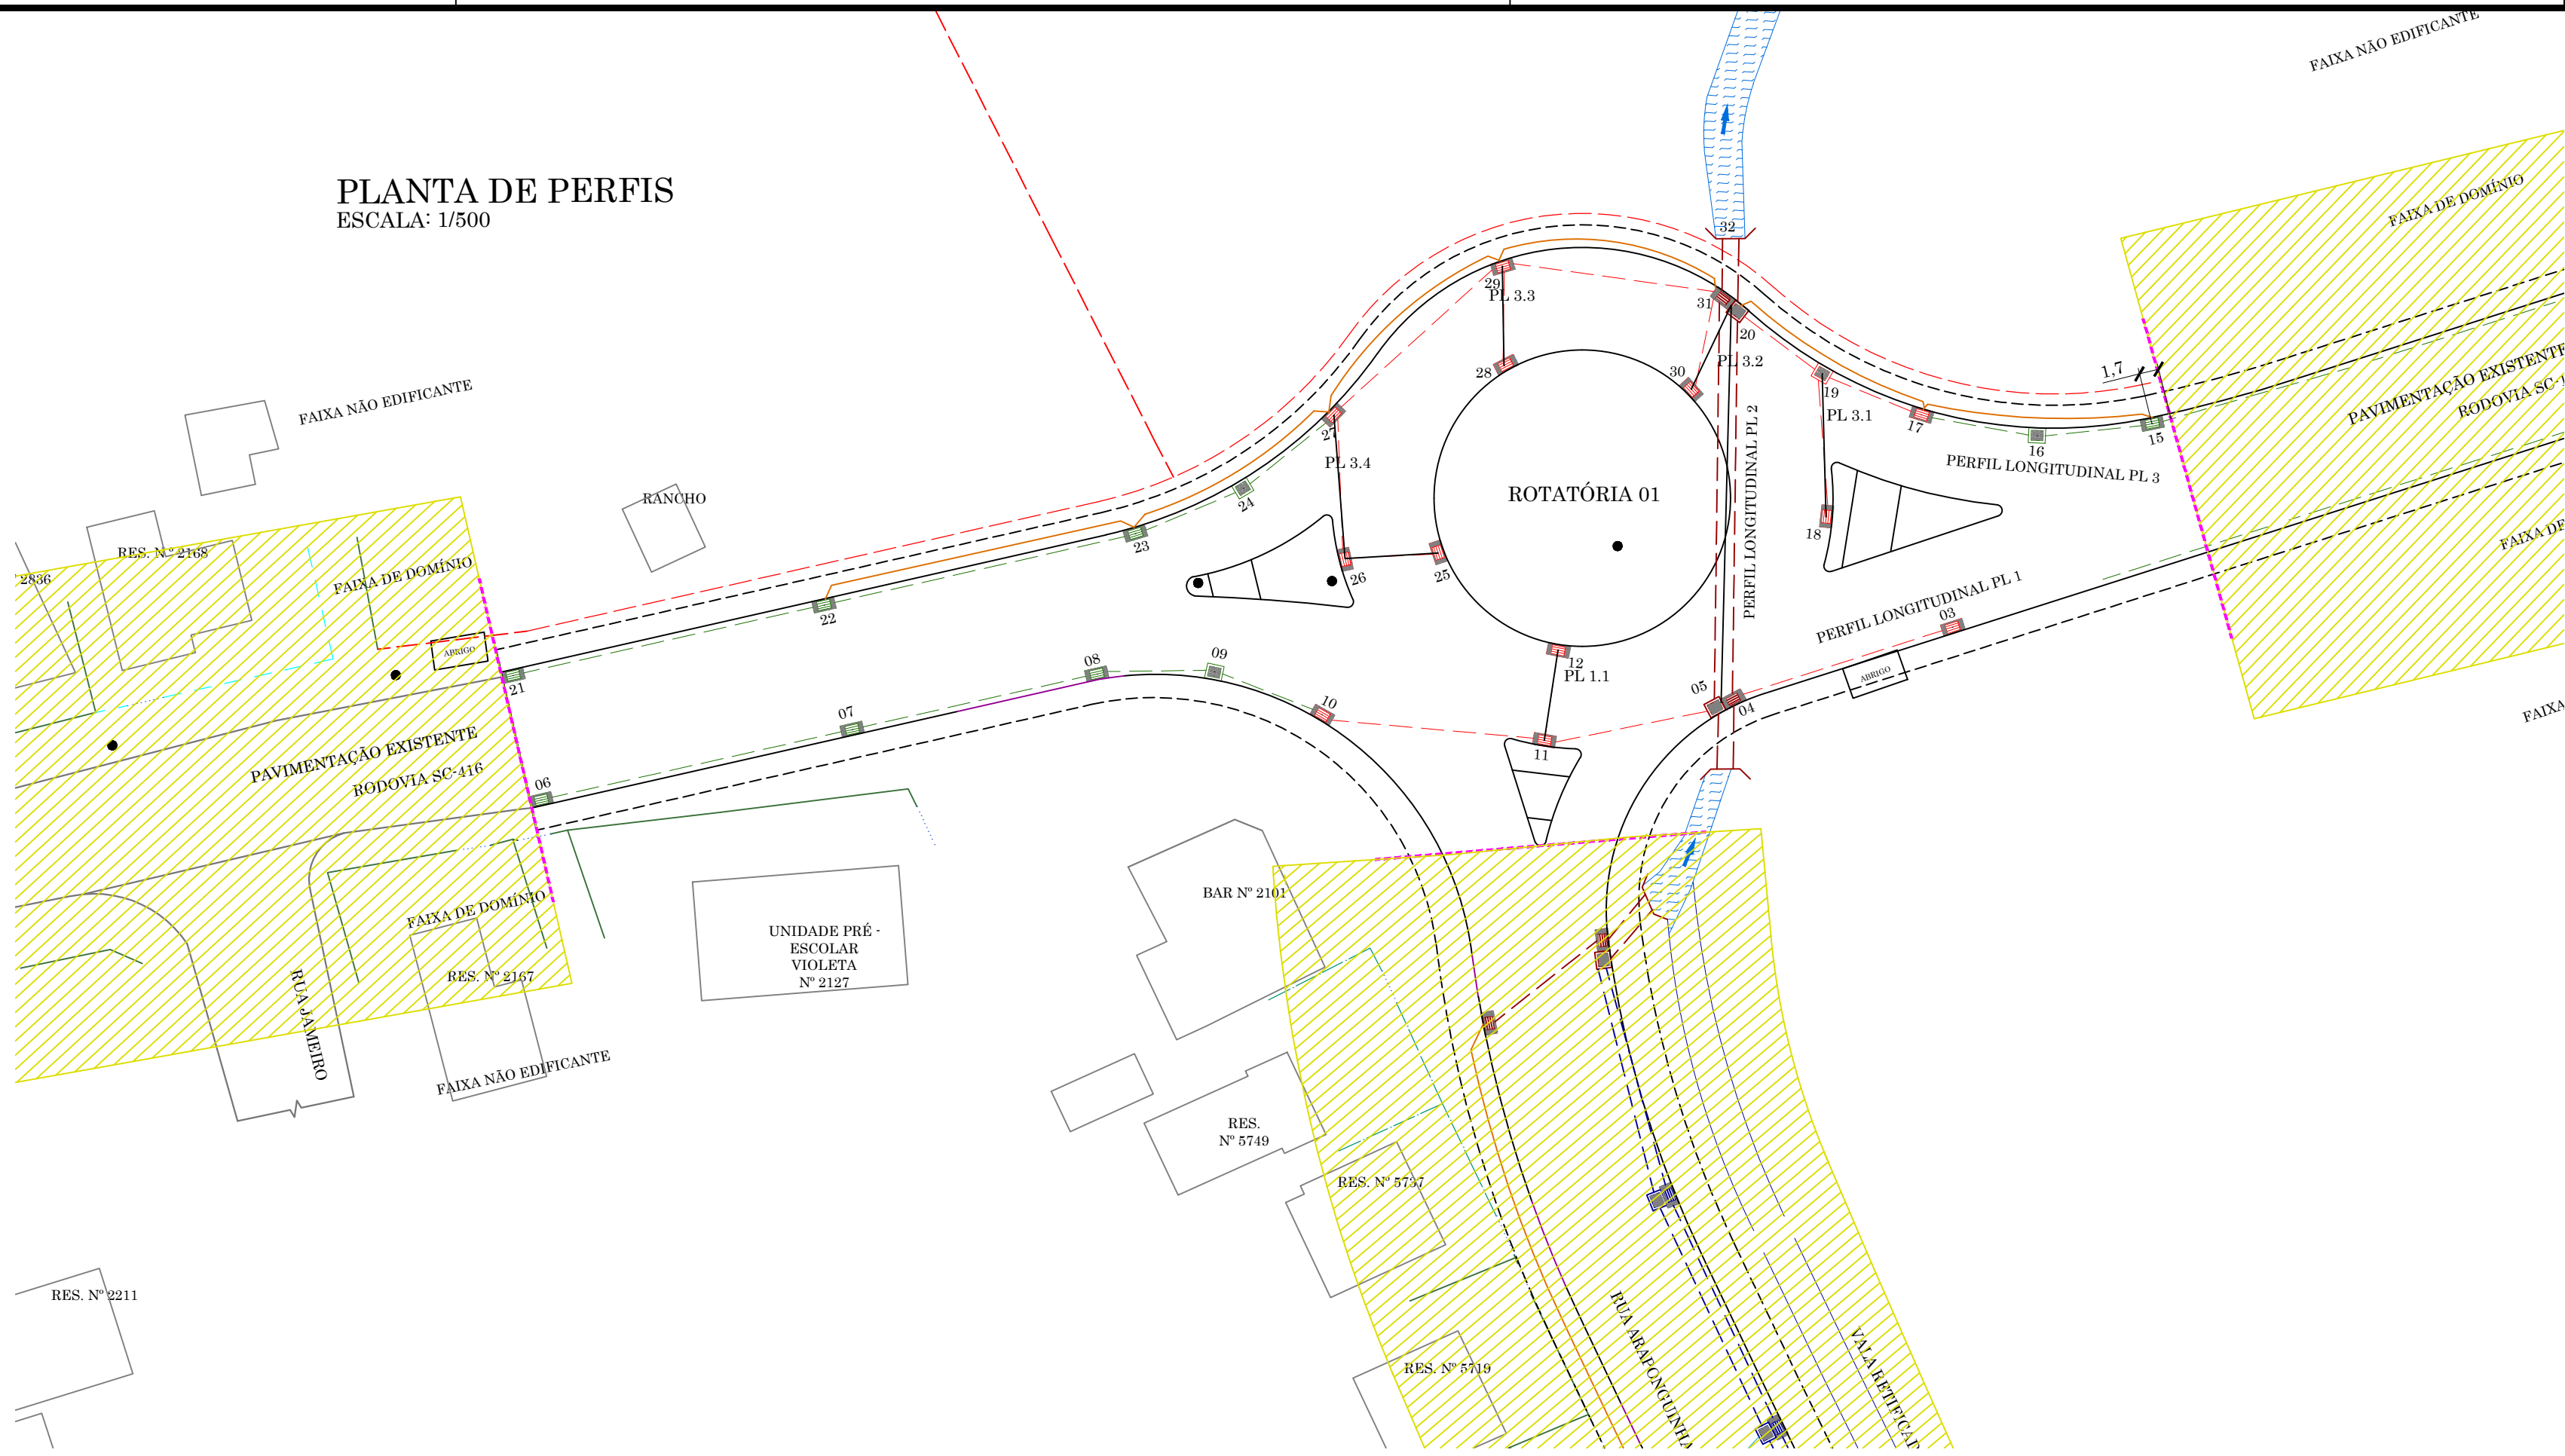 FAIXA NÃO EDIFICANTE
PLANTA DE PERFIS
ESCALA: 1/500
FAIXA DE DOMÍNIO
32
29
PL 3.3
31
20
PL 3.2
28
30
19
PL 3.1
17
1,7
15
16
PERFIL LONGITUDINAL PL 3
PAVIMENTAÇÃO EXISTENTE
RODOVIA SC-
FAIXA NÃO EDIFICANTE
27
PL 3.4
24
RANCHO
ROTATÓRIA 01
PERFIL LONGITUDINAL PL 2
18
FAIXA DE
RES. N.º 2168
2836
FAIXA DE DOMÍNIO
23
26
25
22
ABRIGO
21
08
09
12
PL 1.1
PERFIL LONGITUDINAL PL 1
03
ABRIGO
05
04
10
11
07
FAIXA
PAVIMENTAÇÃO EXISTENTE
RODOVIA SC-416
06
FAIXA DE DOMÍNIO
RES. Nº 2167
RUA JAMEIRO
FAIXA NÃO EDIFICANTE
UNIDADE PRÉ -
ESCOLAR
VIOLETA
Nº 2127
BAR Nº 2101
RES.
Nº 5749
RES. Nº 5737
RES. Nº 5719
RES. Nº 2211
RUA ARAPONGUINHA
VALA RETIFICAD